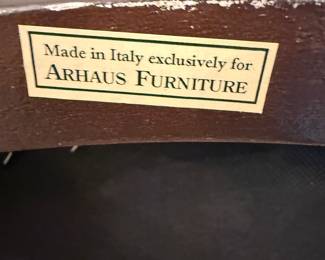 Made in Italy exclusively for
ARHAUS FURNITURE